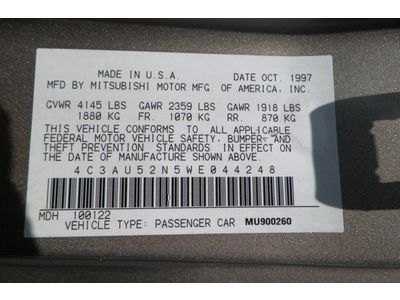 MADE IN U.S.A. DATE OCT. 1997
MFD BY MITSUBISHI MOTOR MFG. OF AMERICA, INC.
GVWR 4145 LBS GAWR 2359 LBS GAWR 1918 LBS
1880 KG FR. 1070 KG RR. 870 KG
THIS VEHICLE CONFORMS TO ALL APPLICABLE
FEDERAL MOTOR VEHICLE SAFETY, BUMPER, AND
THEFT PREVENTION STANDARDS IN EFFECT ON
THE DATE OF MANUFACTURE SHOWN ABOVE.
4C3AU52N5WE044248
MDH 100122
VEHICLE TYPE: PASSENGER CAR MU900260